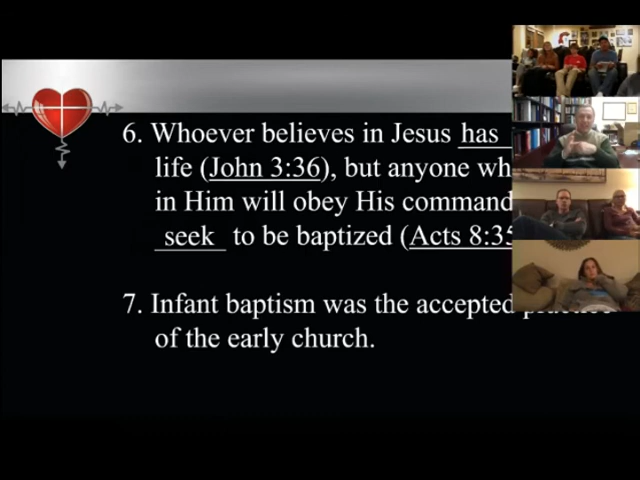 6. Whoever believes in Jesus has
life (John 3:36), but anyone wh
in Him will obey His command
seek to be baptized (Acts 8:35
7. Infant baptism was the accepted
of the early church.